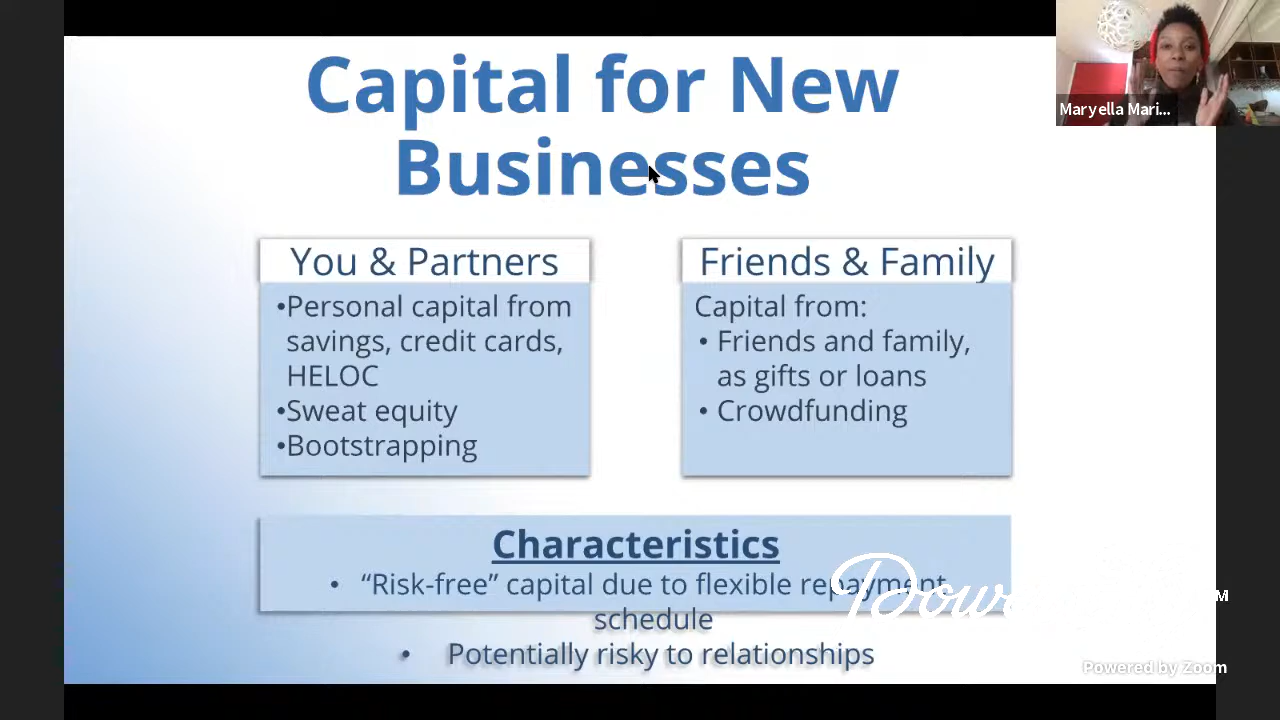 Capital for New
Businesses
Maryella Mari...
You & Partners
•Personal capital from
savings, credit cards,
HELOC
•Sweat equity
•Bootstrapping
Friends & Family
Capital from:
• Friends and family,
as gifts or loans
• Crowdfunding
Characteristics
• “Risk-free” capital due to flexible repayment
schedule
• Potentially risky to relationships
Powered by Zoom